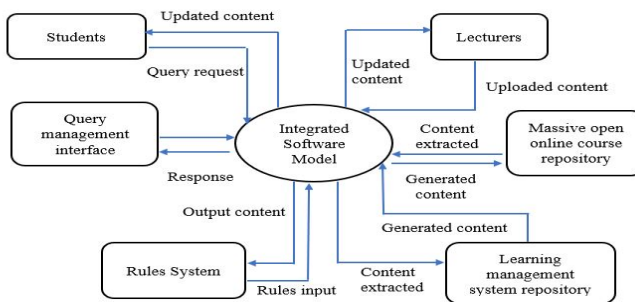 Updated content
Students
Lecturers
Query request
Updated
content
Uploaded content
Query
management
interface
Integrated
Software
Model
Content
extracted
Massive open
online course
repository
Response
Generated
content
Output content
Generated content
Rules System
Rules input
Content
extracted
Learning
management
system repository